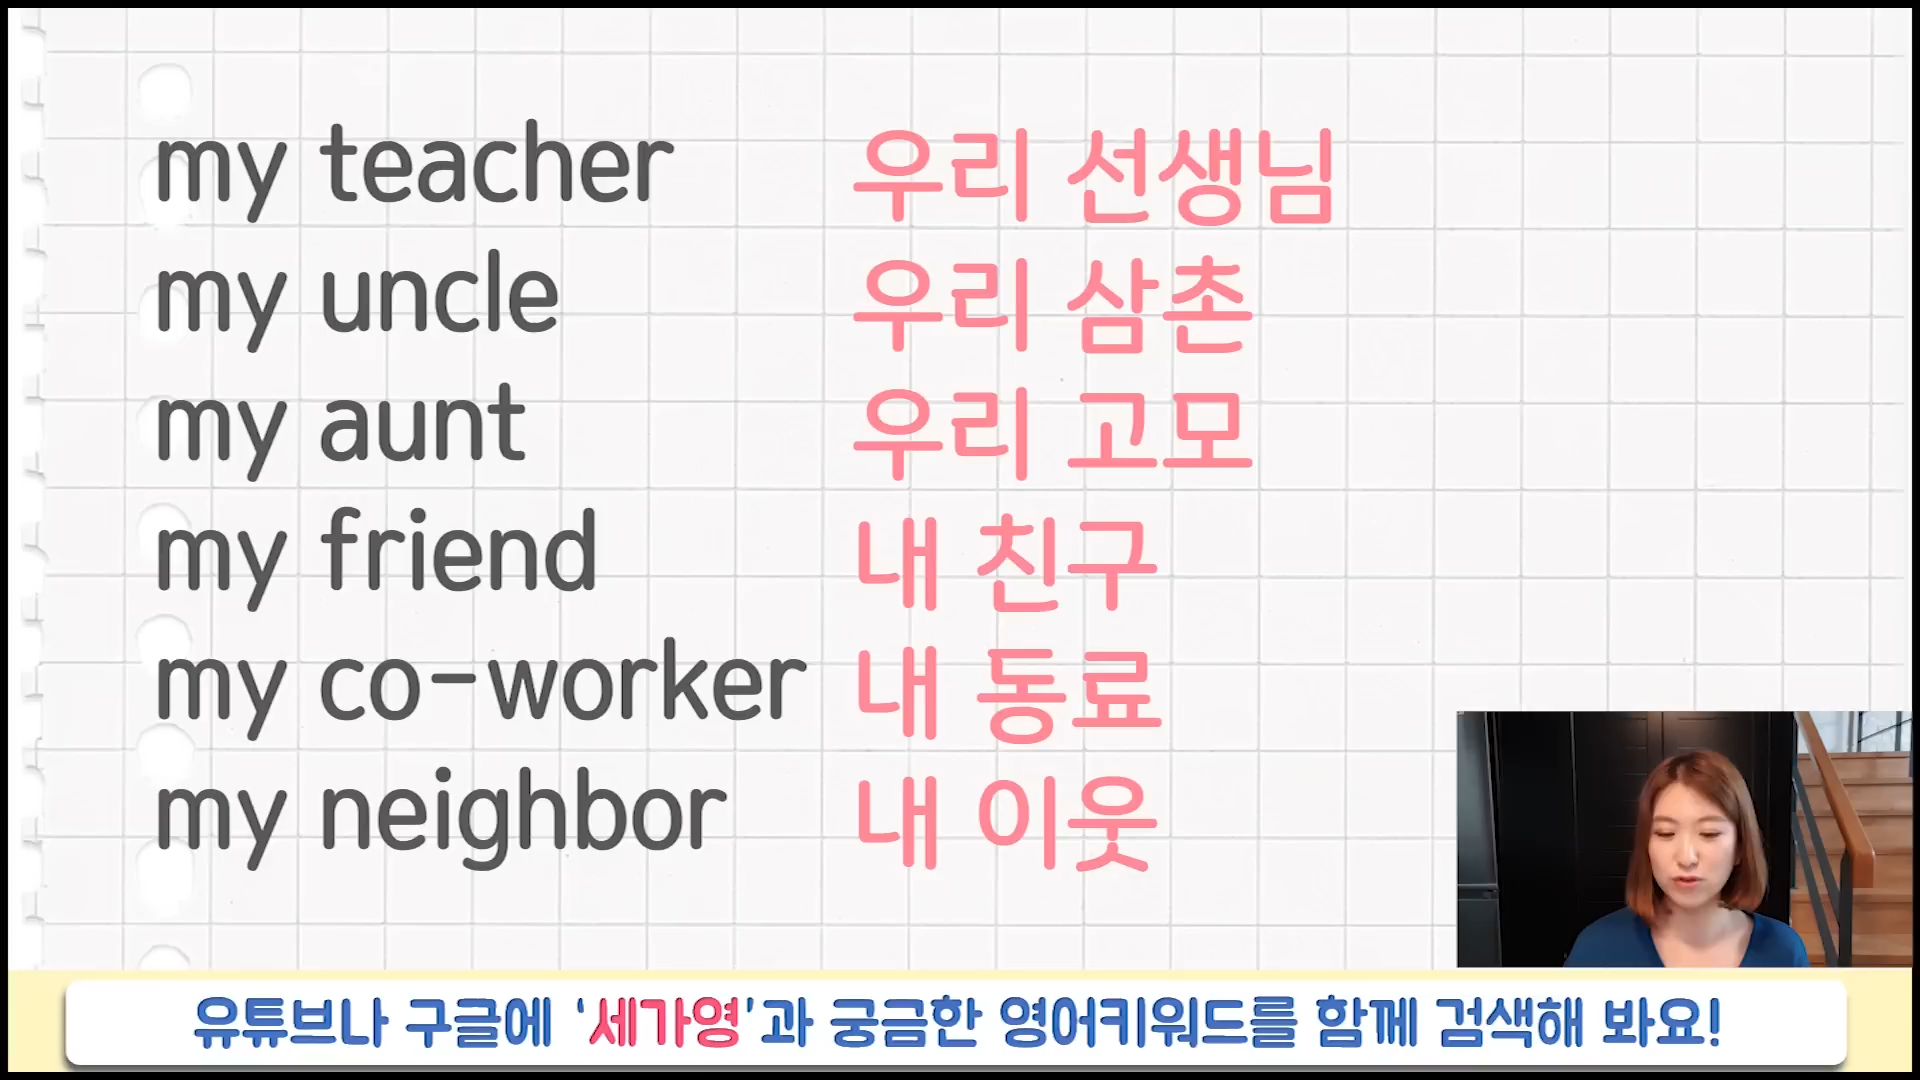 my teacher 우리 선생님
my uncle 우리 삼촌
my aunt 우리 고모
my friend 내 친구
my co-worker 내 동료
my neighbor 내 이웃
유튜브나 구글에 '세가영'과 궁금한 영어키워드를 함께 검색해 봐요!